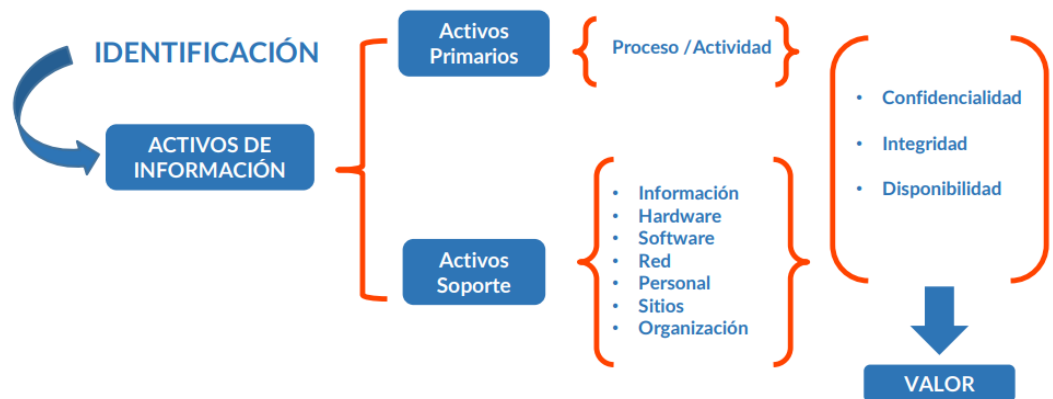 IDENTIFICACIÓN
ACTIVOS DE
INFORMACIÓN
Activos
Primarios
Proceso /Actividad
Activos
Soporte
• Información
• Hardware
• Software
• Red
• Personal
• Sitios
• Organización
• Confidencialidad
• Integridad
• Disponibilidad
VALOR